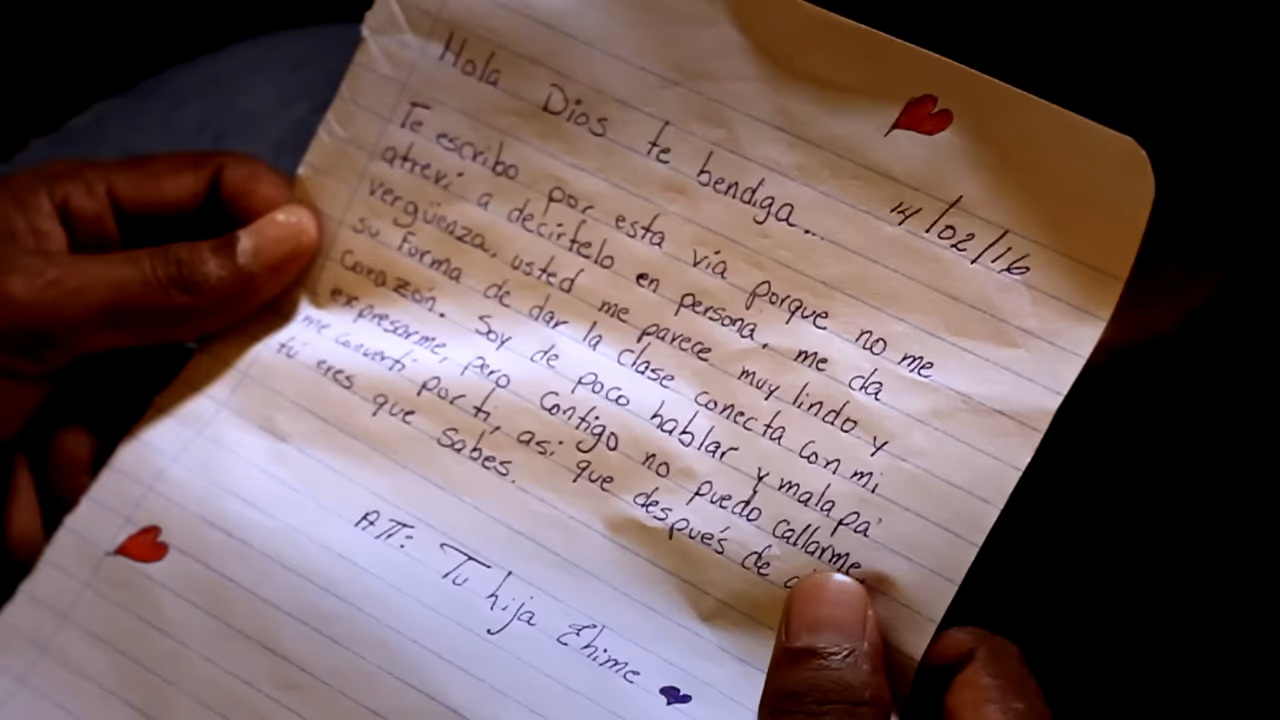 Hola Dios te bendiga...
14/02/16
Te escribo por esta vía porque no me
atreví a decírtelo en persona, me da
vergüenza, usted me parece muy lindo y
su forma de dar la clase conecta con mi
corazón. Soy de poco hablar y mala pa'
expresarme, pero contigo no puedo callarme,
me convertí por ti, así que después de
tú eres que sabes.
ATT: Tu hija Ehime